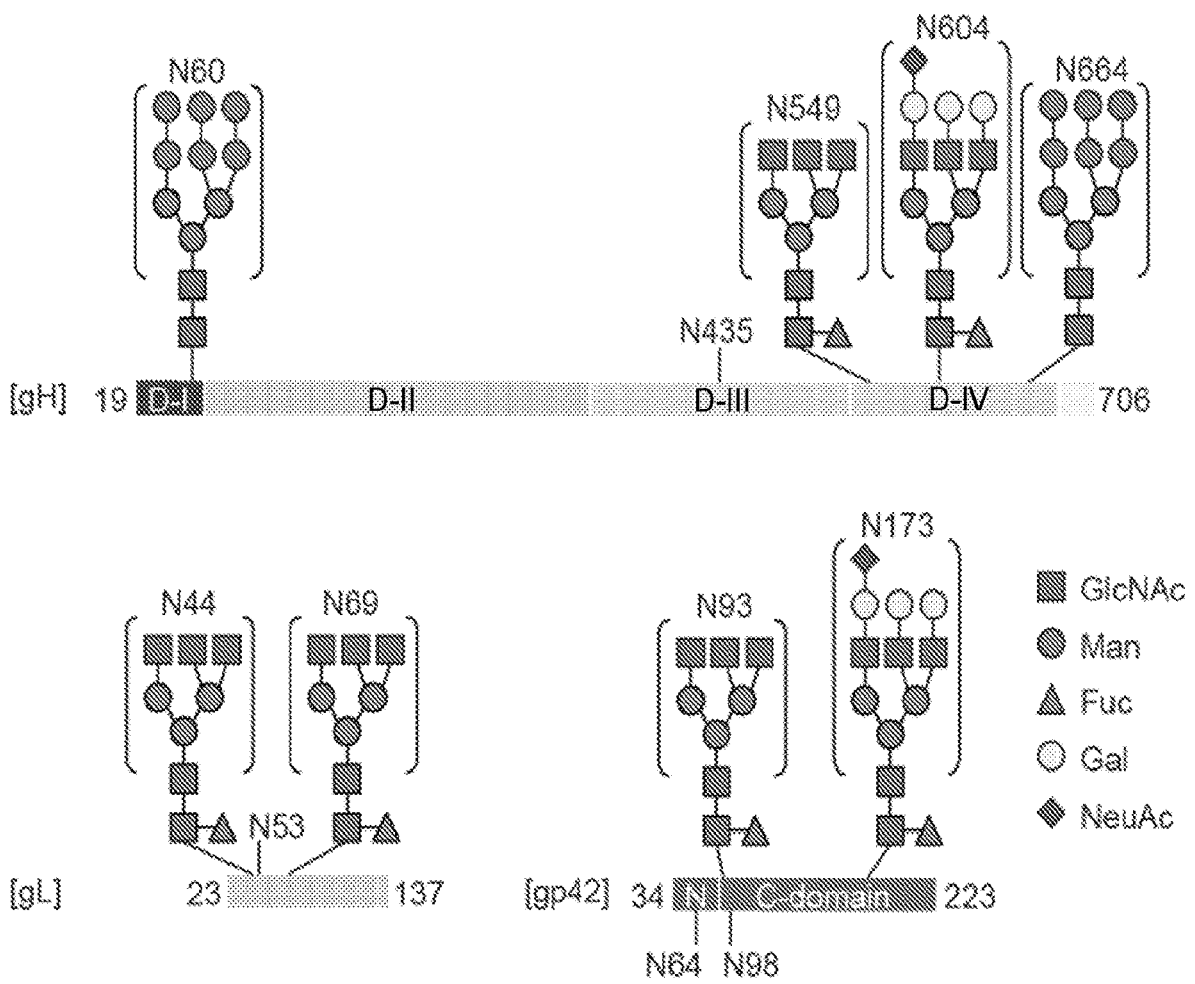 N60
N549
N604
N664
N435
[gH] 19 D-I D-II D-III D-IV 706
N44
N69
N53
[gL] 23 137
N93
N173
[gp42] 34 N C-domain 223
N64 N98
GlcNAc
Man
Fuc
Gal
NeuAc